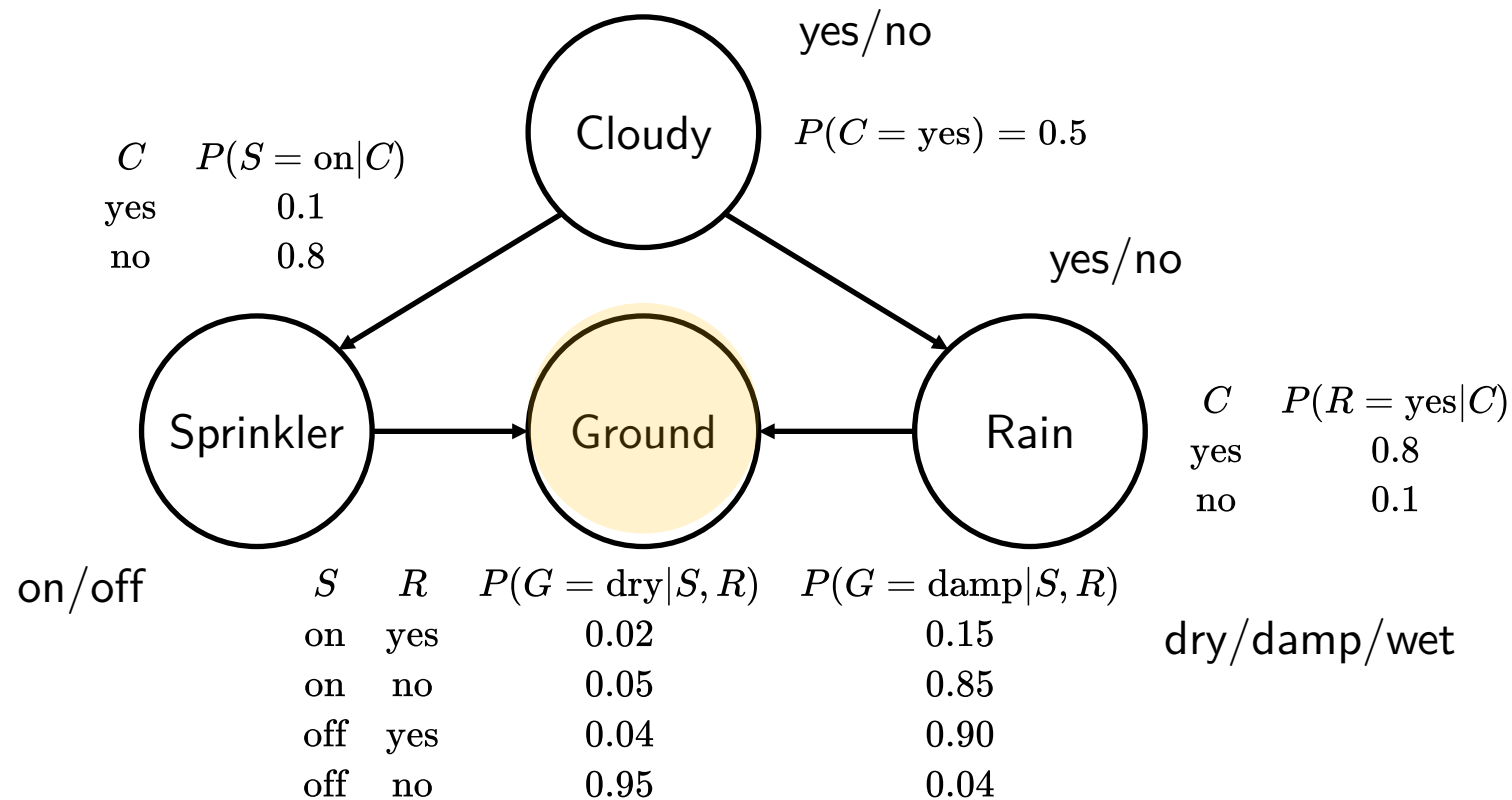 yes/no
Cloudy
P(C = yes) = 0.5
C P(S = on|C)
yes 0.1
no 0.8
yes/no
Sprinkler
Ground
Rain
C P(R = yes|C)
yes 0.8
no 0.1
on/off
S R P(G = dry|S, R) P(G = damp|S, R)
on yes 0.02 0.15
on no 0.05 0.85
off yes 0.04 0.90
off no 0.95 0.04
dry/damp/wet